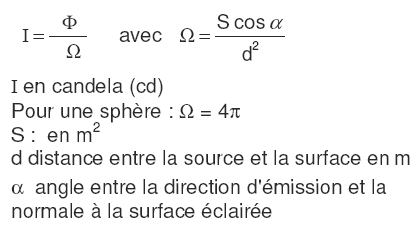 I = Φ / Ω avec Ω = S cos α / d²
I en candela (cd)
Pour une sphère : Ω = 4π
S : en m²
d distance entre la source et la surface en m
α angle entre la direction d'émission et la
normale à la surface éclairée